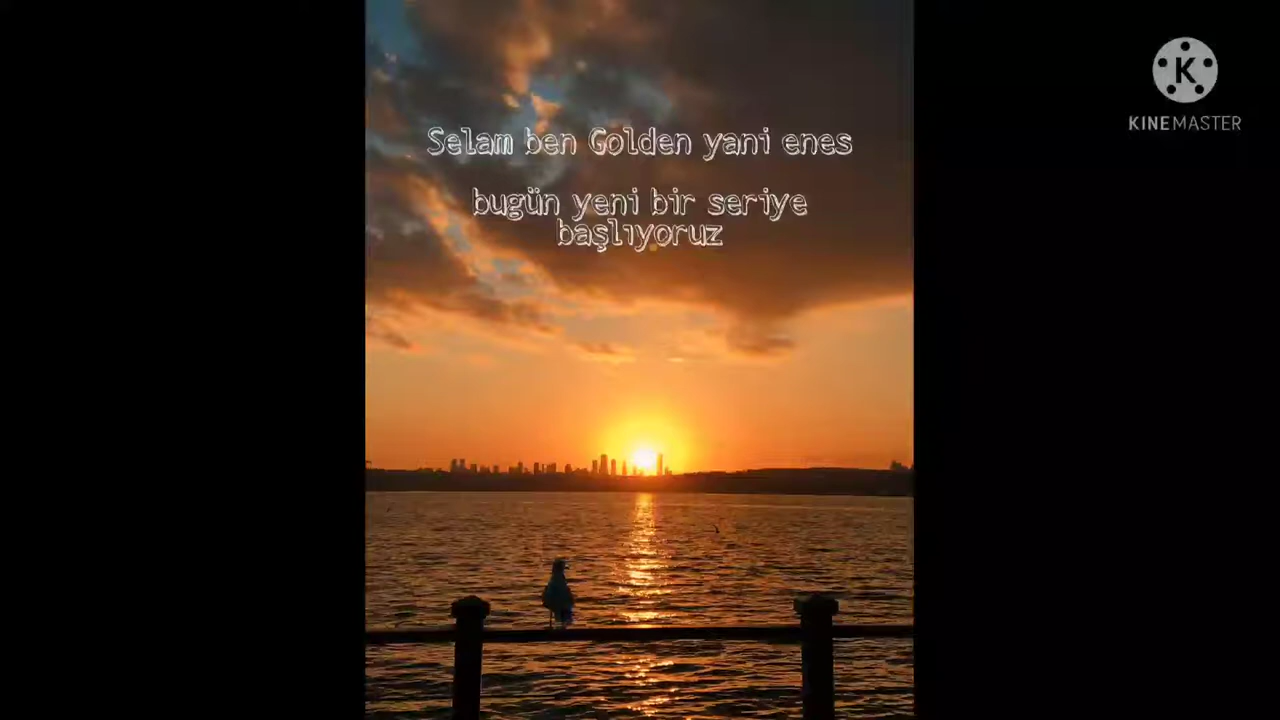 Selam ben Golden yani enes
bugün yeni bir seriye
başlıyoruz
K
KINEMASTER